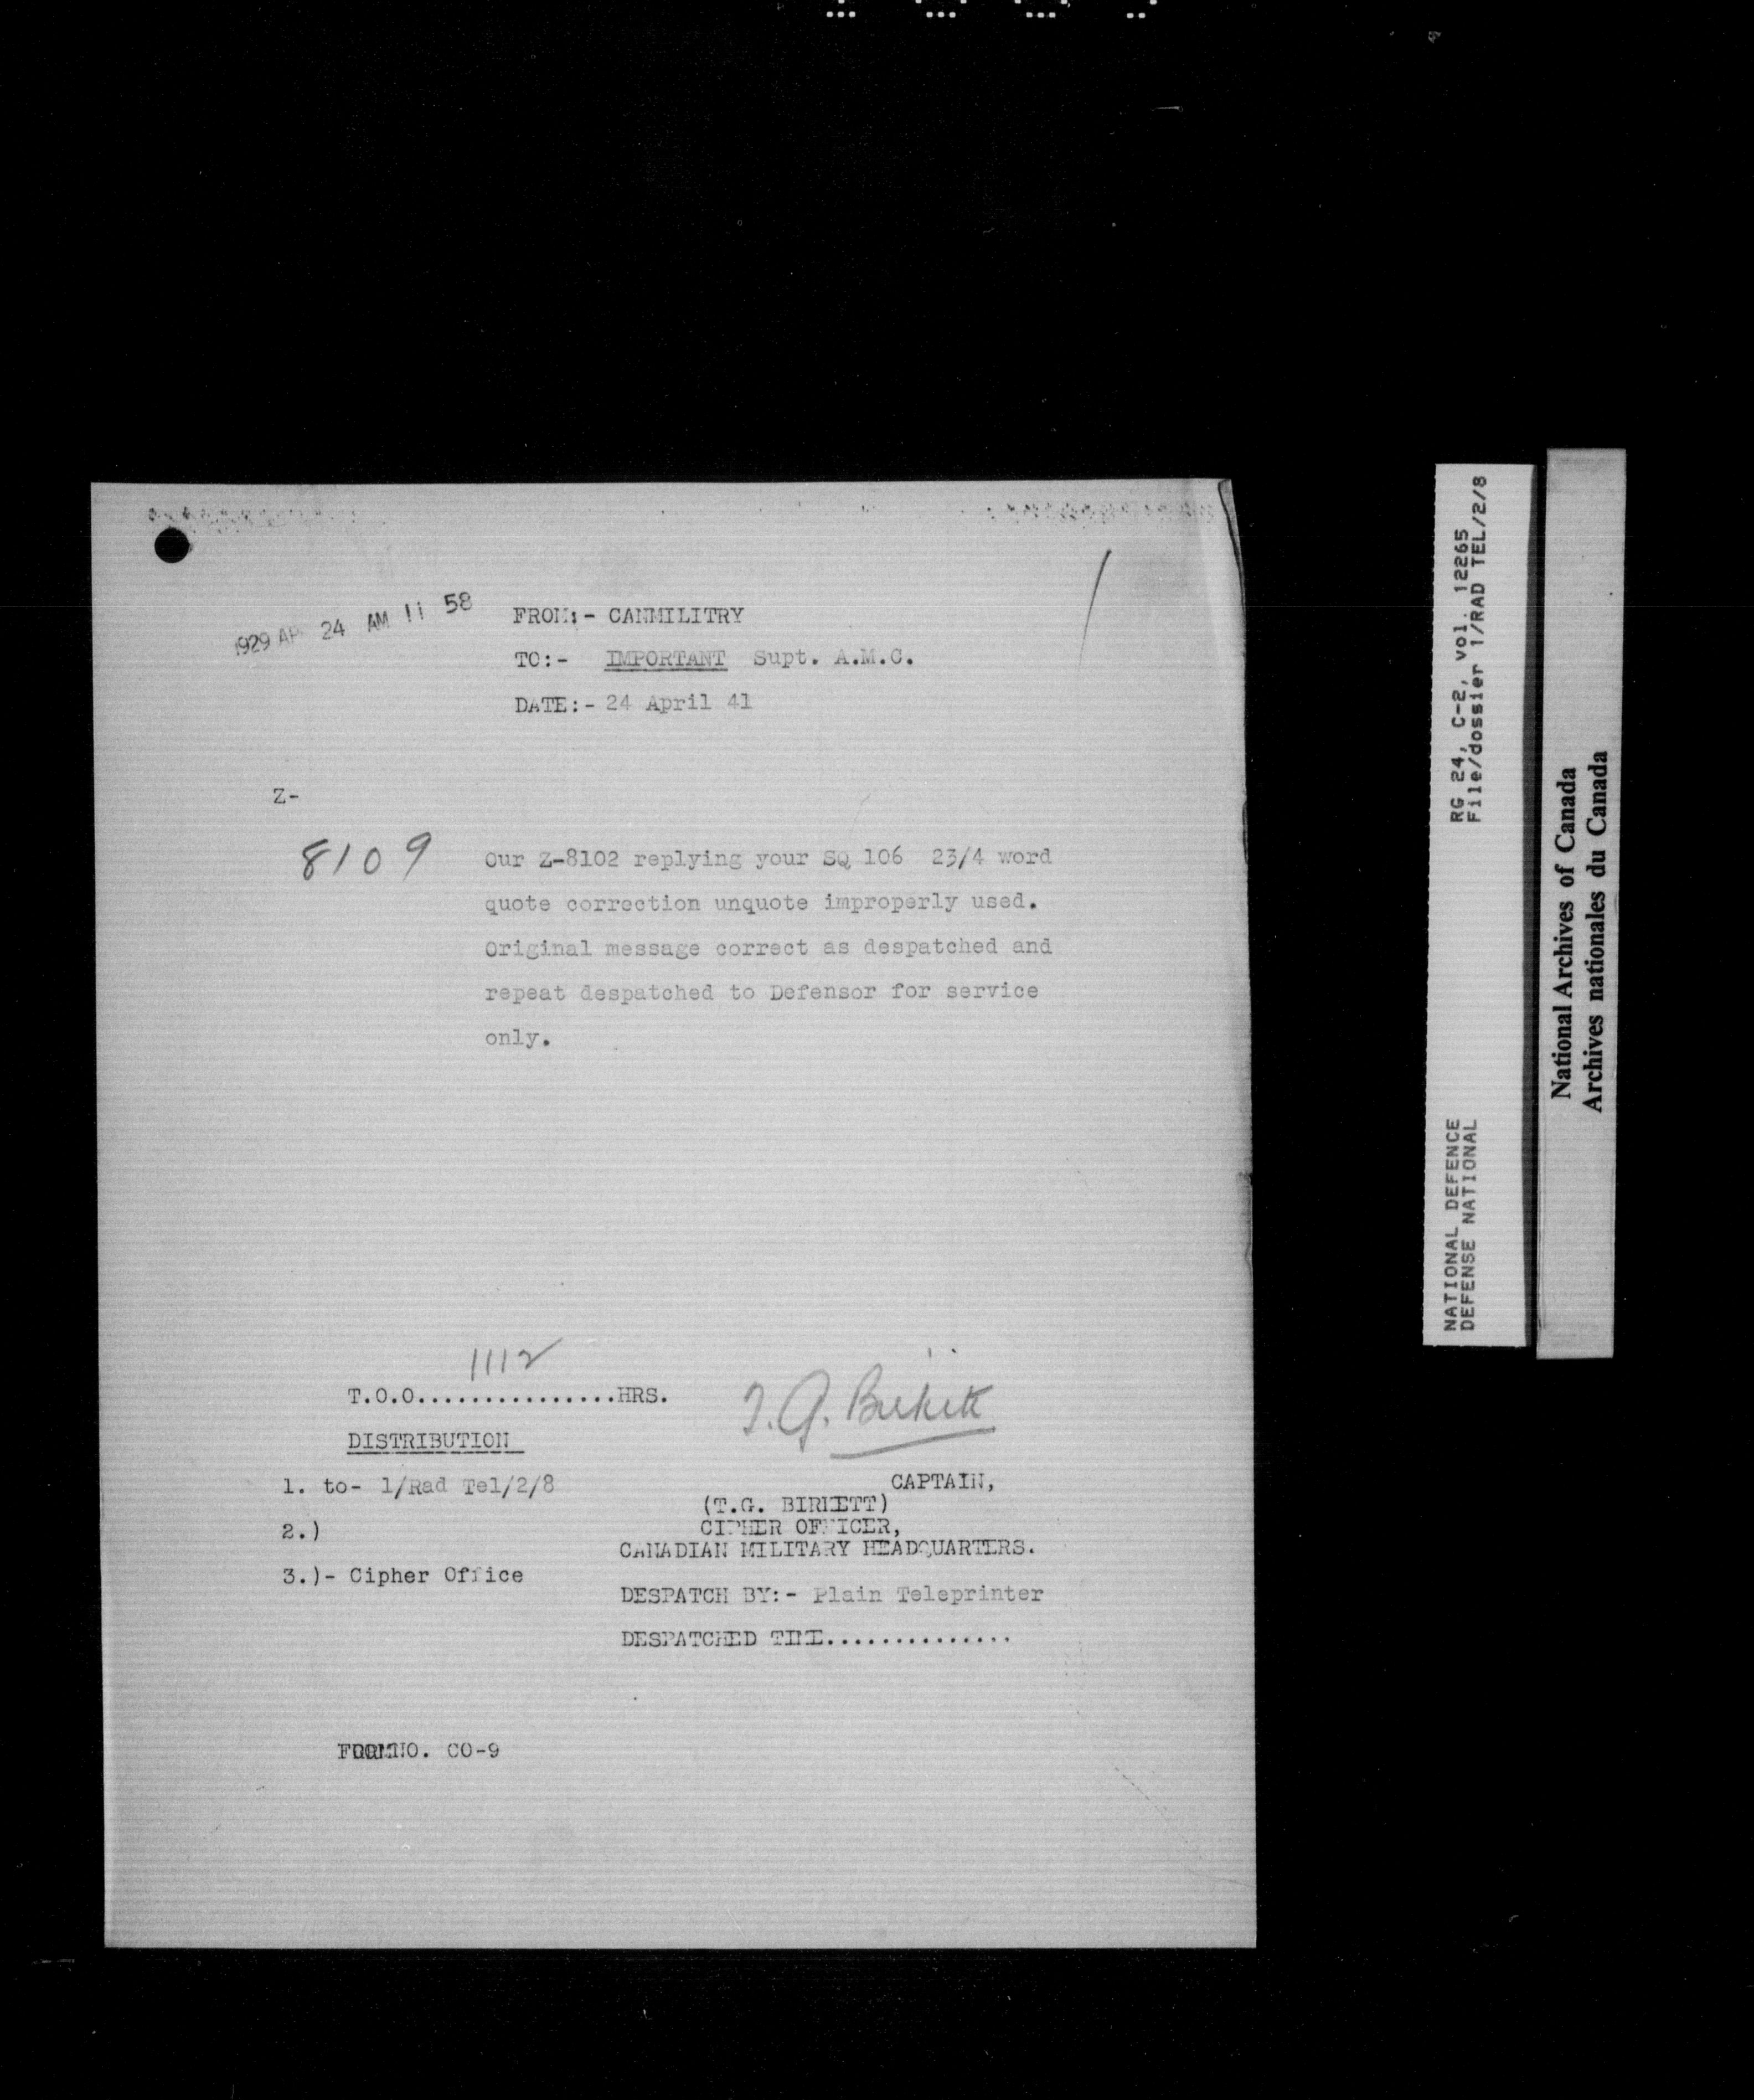 1929 AP 24 AM 11 58
FROM:- CANMILITRY
TO:- IMPORTANT Supt. A.M.C.
DATE:- 24 April 41
Z-
8109
Our Z-8102 replying your SQ 106 23/4 word
quote correction unquote improperly used.
Original message correct as despatched and
repeat despatched to Defensor for service
only.
1112
T.O.O...............HRS.
T.G. Birkett
DISTRIBUTION
1. to- 1/Rad Tel/2/8
2.)
3.)- Cipher Office
CAPTAIN,
(T.G. BIRKETT)
CIPHER OFFICER,
CANADIAN MILITARY HEADQUARTERS.
DESPATCH BY:- Plain Teleprinter
DESPATCHED TIME..............
FORM NO. CO-9
RG 24, C-2, vol. 12265
File/dossier 1/RAD TEL/2/8
NATIONAL DEFENCE
DEFENSE NATIONAL
National Archives of Canada
Archives nationales du Canada